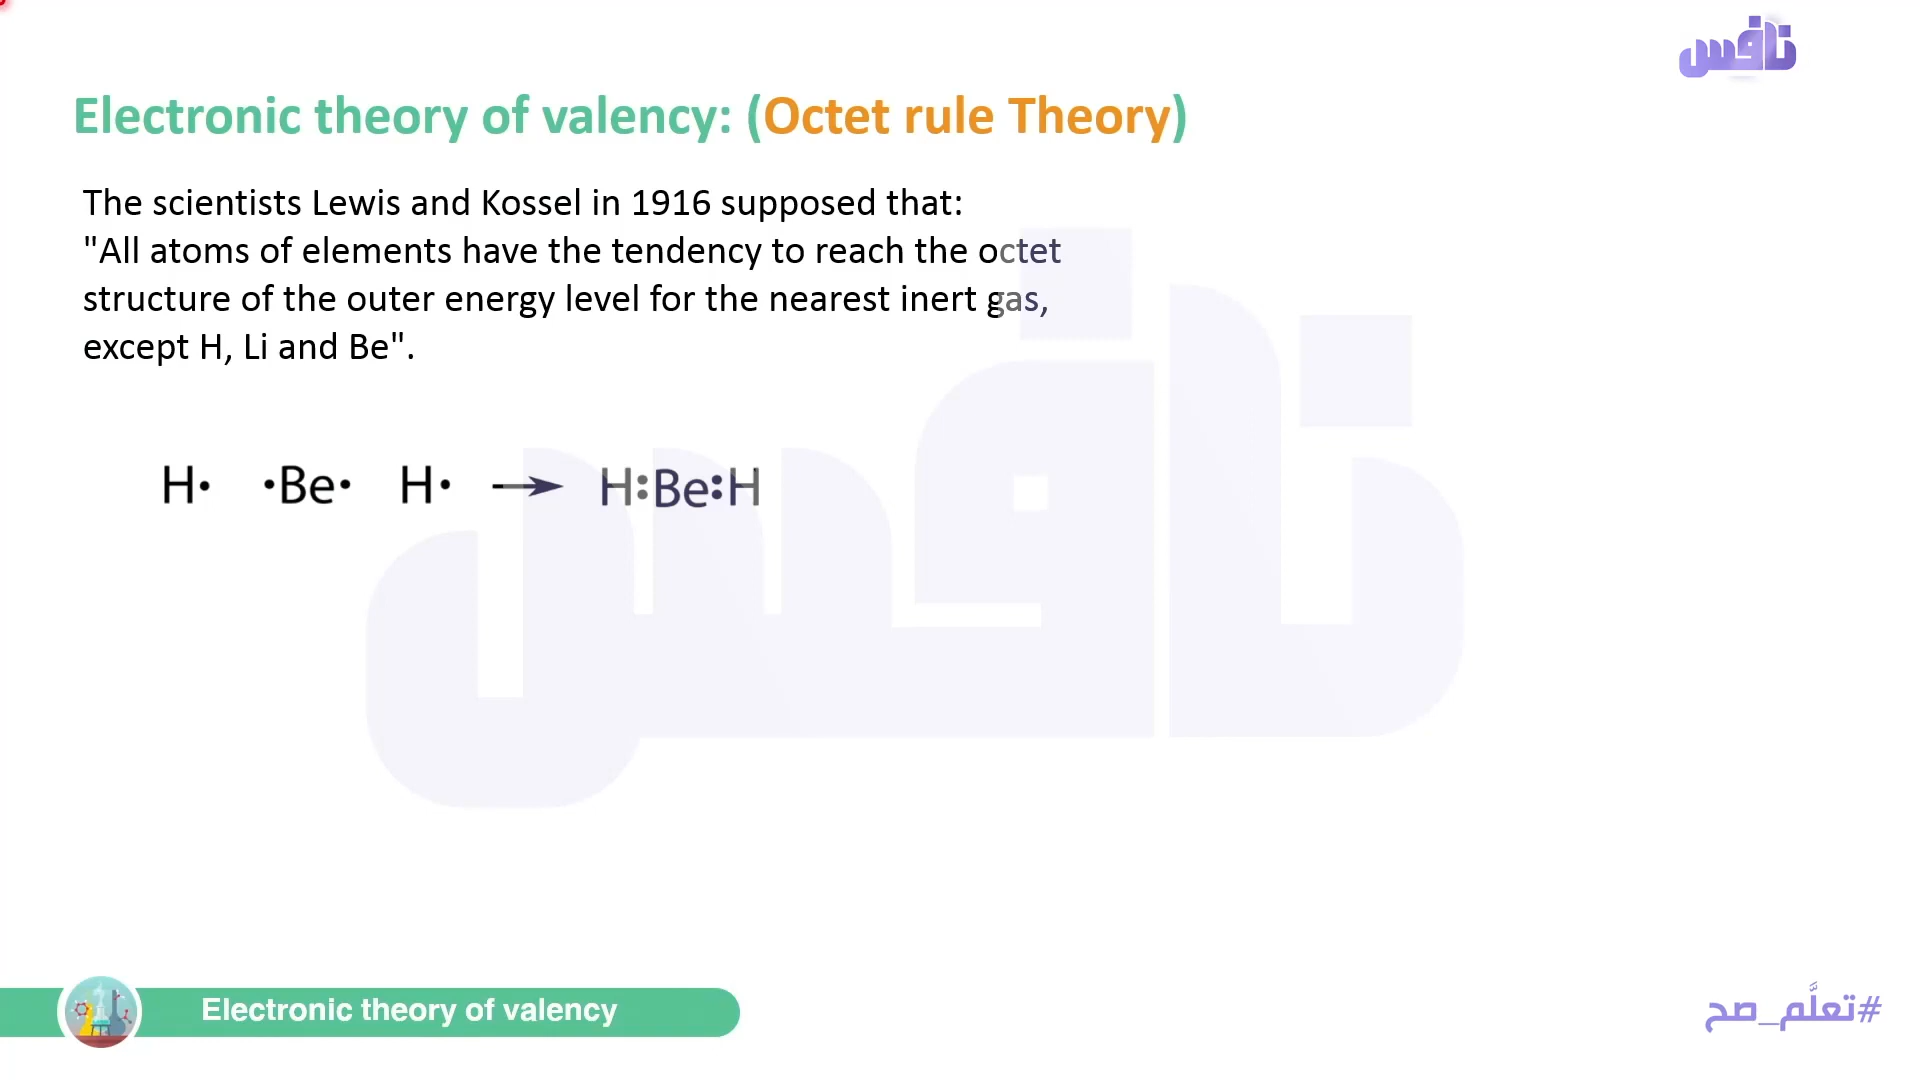 نافس
Electronic theory of valency: (Octet rule Theory)
The scientists Lewis and Kossel in 1916 supposed that:
"All atoms of elements have the tendency to reach the octet
structure of the outer energy level for the nearest inert gas,
except H, Li and Be".
H• •Be• H• → H:Be:H
نافس
Electronic theory of valency
#تعلَّم_صح